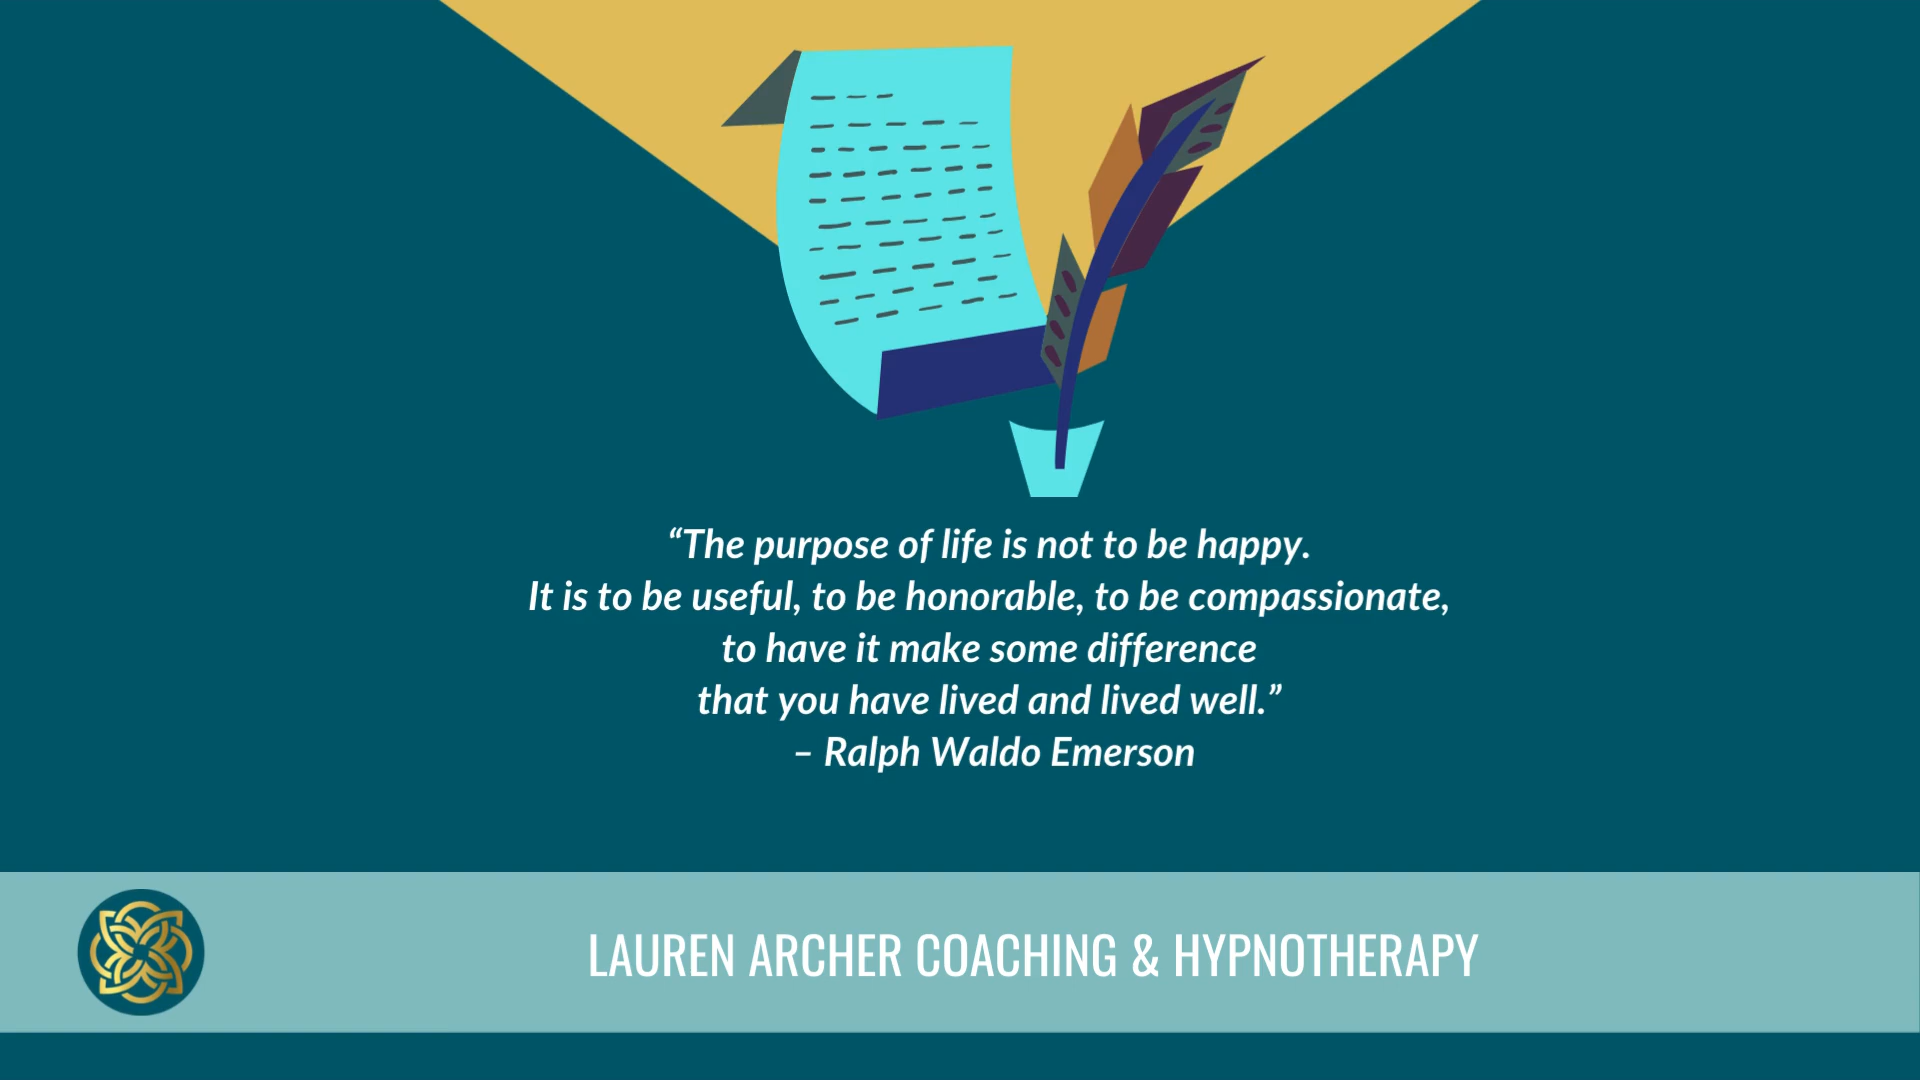 “The purpose of life is not to be happy.
It is to be useful, to be honorable, to be compassionate,
to have it make some difference
that you have lived and lived well.”
– Ralph Waldo Emerson
LAUREN ARCHER COACHING & HYPNOTHERAPY